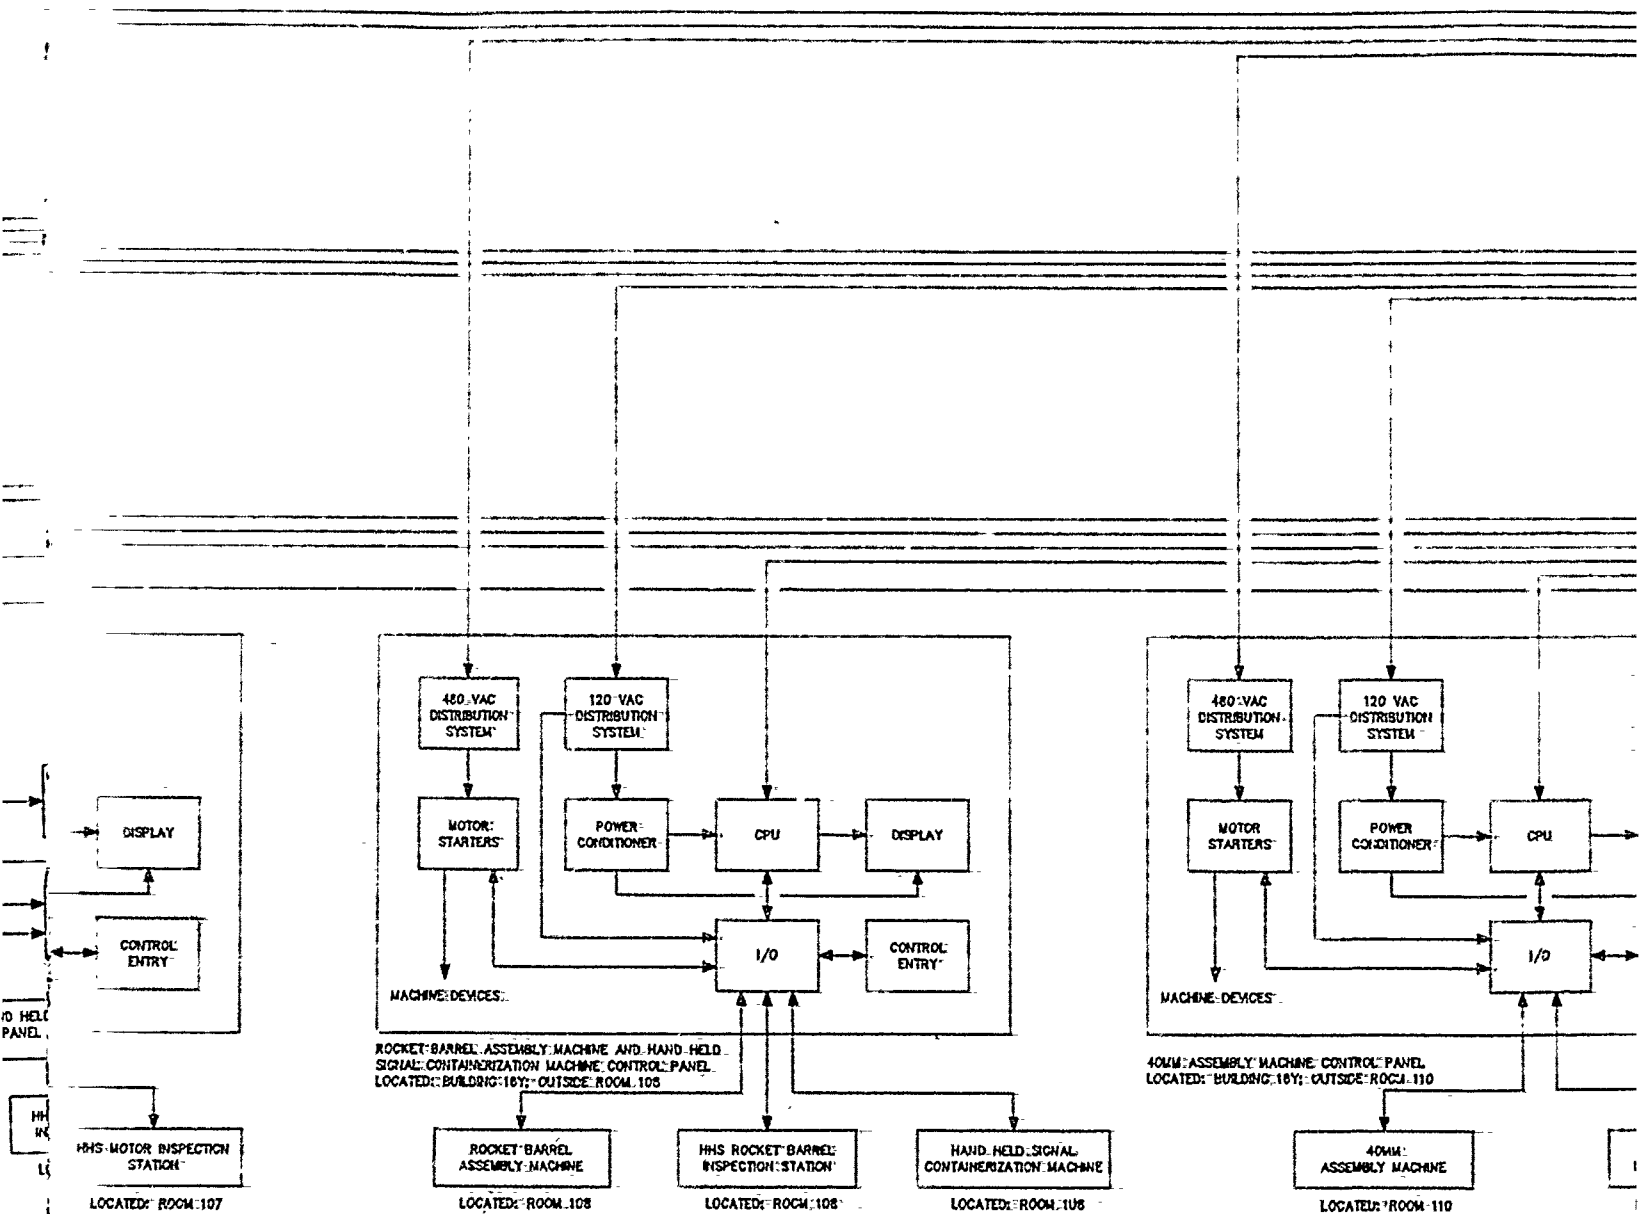 DISPLAY
CONTROL
ENTRY
PANEL
HHS MOTOR INSPECTION
STATION
LOCATED: ROOM 107
480 VAC
DISTRIBUTION
SYSTEM
120 VAC
DISTRIBUTION
SYSTEM
MOTOR
STARTERS
POWER
CONDITIONER
CPU
DISPLAY
I/O
CONTROL
ENTRY
MACHINE DEVICES
ROCKET BARREL ASSEMBLY MACHINE AND HAND HELD
SIGNAL CONTAINERIZATION MACHINE CONTROL PANEL
LOCATED: BUILDING 16Y; OUTSIDE ROOM
ROCKET BARREL
ASSEMBLY MACHINE
LOCATED: ROOM
HHS ROCKET BARREL
INSPECTION STATION
LOCATED: ROOM 108
HAND HELD SIGNAL
CONTAINERIZATION MACHINE
LOCATED: ROOM
480 VAC
DISTRIBUTION
SYSTEM
120 VAC
DISTRIBUTION
SYSTEM
MOTOR
STARTERS
POWER
CONDITIONER
CPU
I/O
MACHINE DEVICES
40MM ASSEMBLY MACHINE CONTROL PANEL
LOCATED: BUILDING 16Y; OUTSIDE ROOM 110
40MM
ASSEMBLY MACHINE
LOCATED: ROOM 110